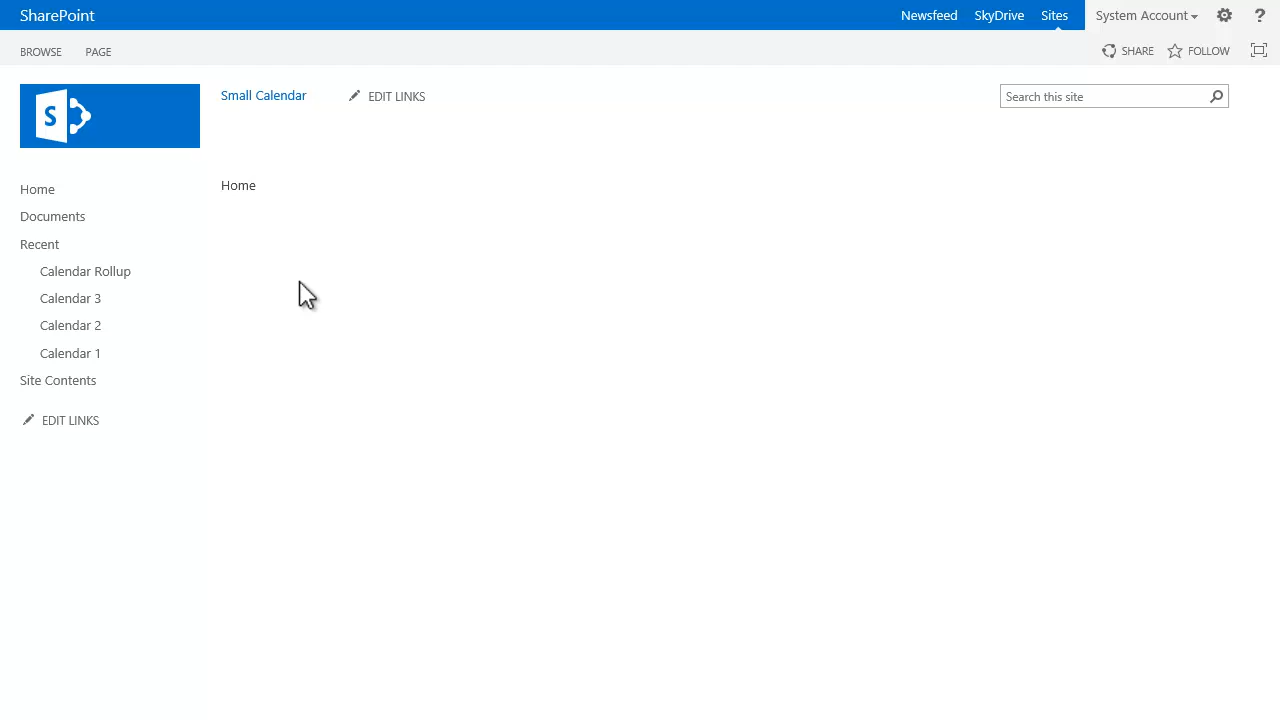 SharePoint
Newsfeed SkyDrive Sites System Account ?
BROWSE PAGE SHARE FOLLOW
S
Small Calendar EDIT LINKS Search this site
Home
Home
Documents
Recent
Calendar Rollup
Calendar 3
Calendar 2
Calendar 1
Site Contents
EDIT LINKS